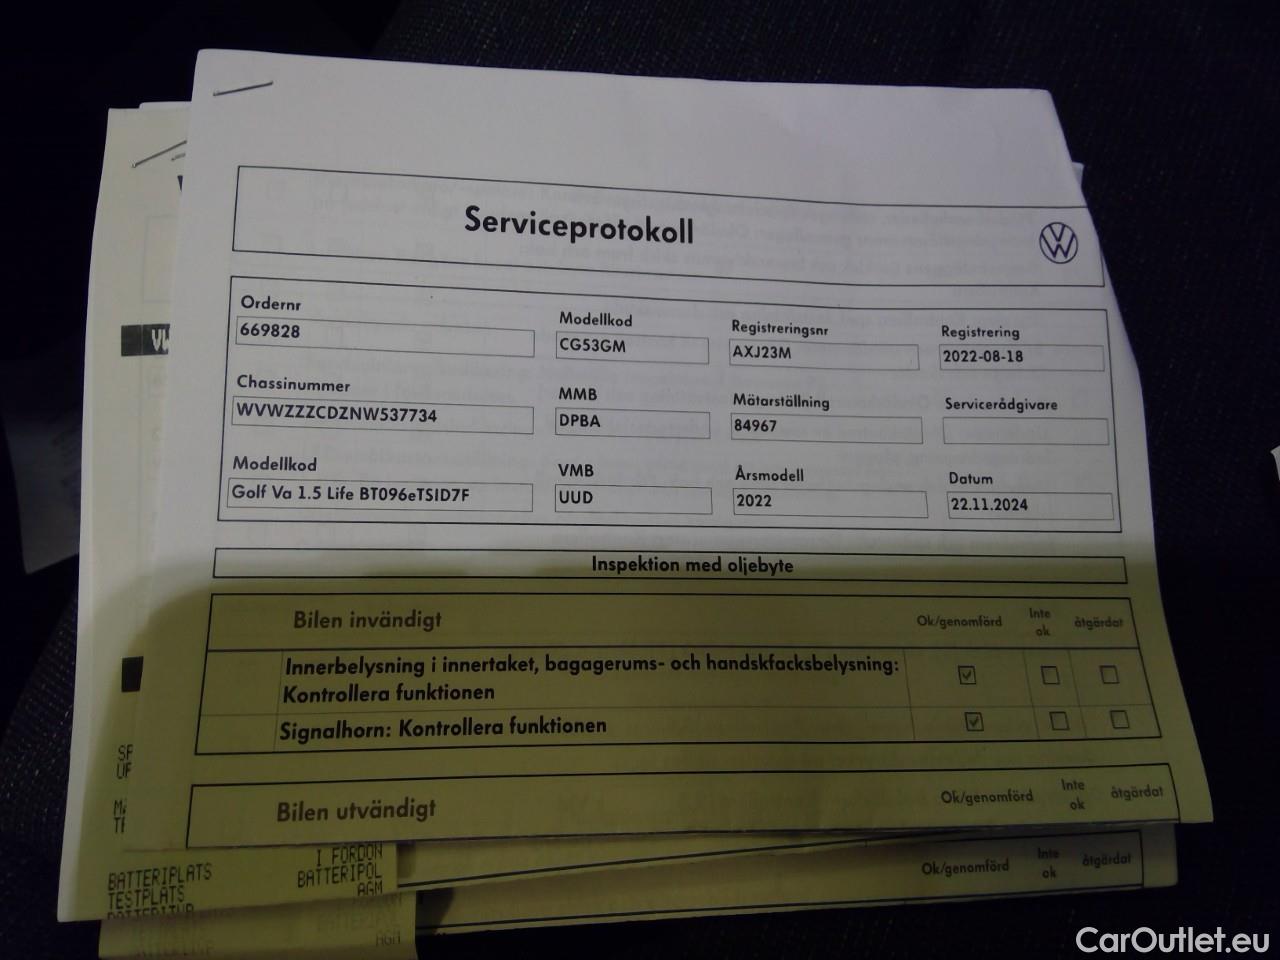 Serviceprotokoll
Ordernr
669828
Modellkod
CG53GM
Registreringsnr
AXJ23M
Registrering
2022-08-18
Chassinummer
WVWZZZCDZNW537734
MMB
DPBA
Mätarställning
84967
Servicerådgivare
Modellkod
Golf Va 1.5 Life BT096eTSID7F
VMB
UUD
Årsmodell
2022
Datum
22.11.2024
Inspektion med oljebyte
Bilen invändigt
Ok/genomförd
Inte
ok
åtgärdat
Innerbelysning i innertaket, bagagerums- och handskfacksbelysning:
Kontrollera funktionen
Signalhorn: Kontrollera funktionen
Bilen utvändigt
Ok/genomförd
Inte
ok
åtgärdat
Ok/genomförd
Inte
ok
åtgärdat
I FORDON
BATTERIPLATS BATTERIPOL
TESTPLATS AGM
AGM
CarOutlet.eu